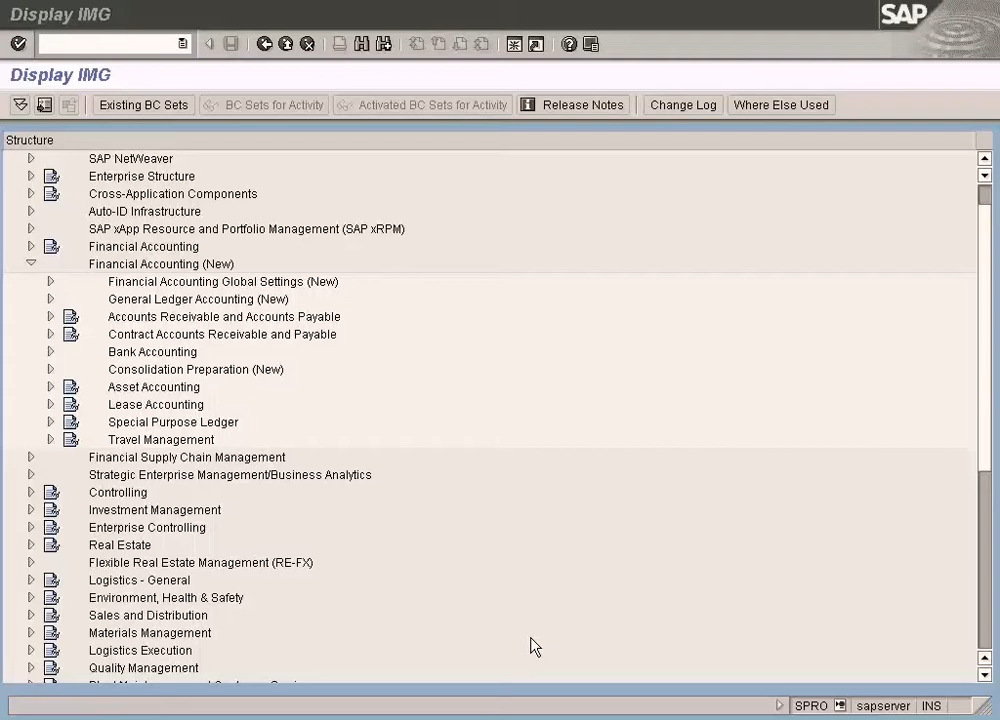 Display IMG
SAP
Display IMG
Existing BC Sets
BC Sets for Activity
Activated BC Sets for Activity
Release Notes
Change Log
Where Else Used
Structure
SAP NetWeaver
Enterprise Structure
Cross-Application Components
Auto-ID Infrastructure
SAP xApp Resource and Portfolio Management (SAP xRPM)
Financial Accounting
Financial Accounting (New)
Financial Accounting Global Settings (New)
General Ledger Accounting (New)
Accounts Receivable and Accounts Payable
Contract Accounts Receivable and Payable
Bank Accounting
Consolidation Preparation (New)
Asset Accounting
Lease Accounting
Special Purpose Ledger
Travel Management
Financial Supply Chain Management
Strategic Enterprise Management/Business Analytics
Controlling
Investment Management
Enterprise Controlling
Real Estate
Flexible Real Estate Management (RE-FX)
Logistics - General
Environment, Health & Safety
Sales and Distribution
Materials Management
Logistics Execution
Quality Management
SPRO
sapserver
INS